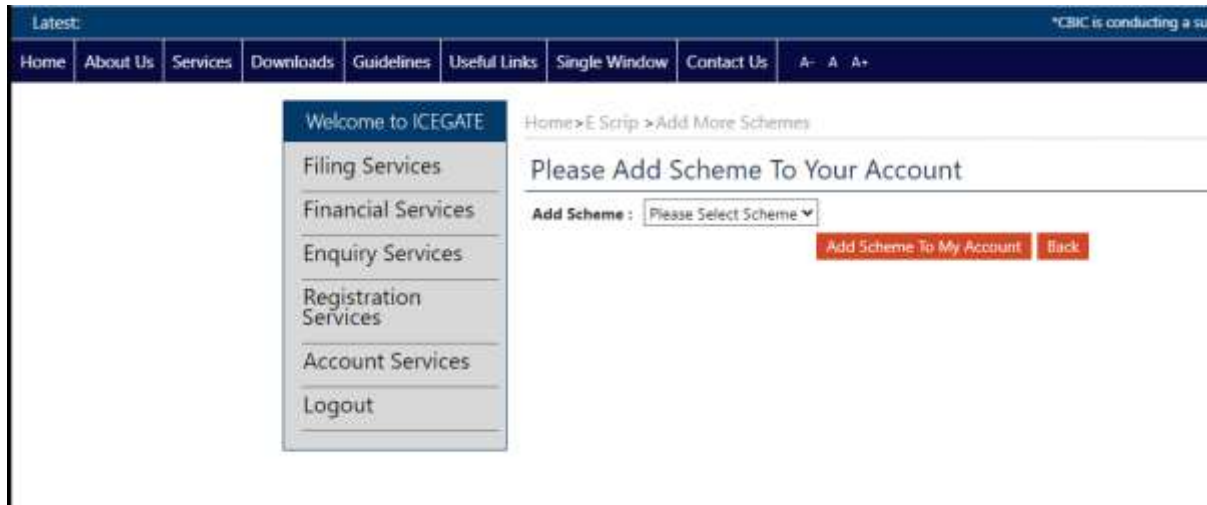 Latest:
*CBIC is conducting a su
Home About Us Services Downloads Guidelines Useful Links Single Window Contact Us A- A A+
Welcome to ICEGATE
Filing Services
Financial Services
Enquiry Services
Registration
Services
Account Services
Logout
Home>E Scrip >Add More Schemes
Please Add Scheme To Your Account
Add Scheme : Please Select Scheme
Add Scheme To My Account Back